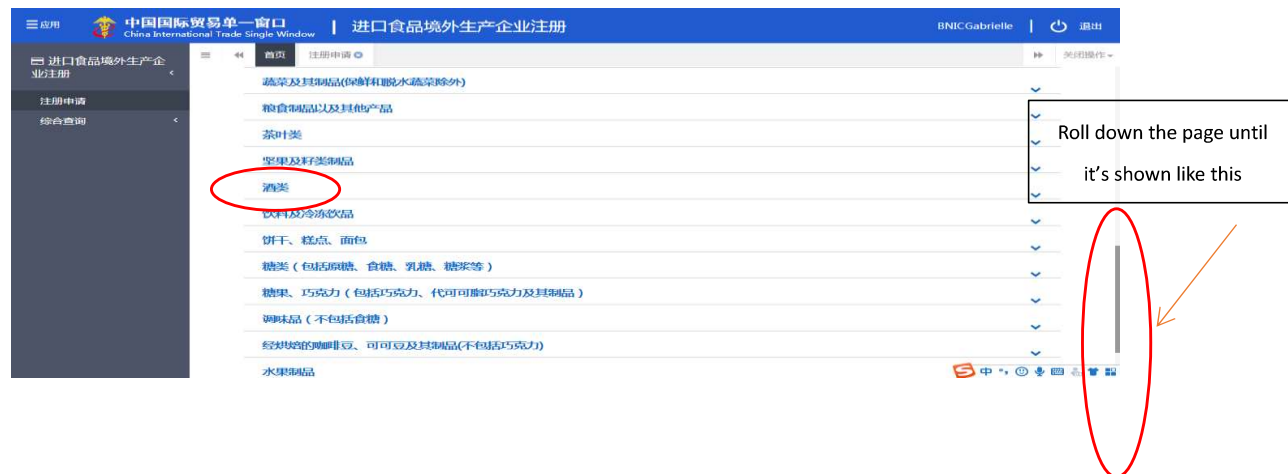 应用
中国国际贸易单一窗口
China International Trade Single Window
进口食品境外生产企业注册
BNICGabrielle
退出
进口食品境外生产企
业注册
注册申请
综合查询
首页
注册申请
关闭操作
蔬菜及其制品(保鲜和脱水蔬菜除外)
粮食制品以及其他产品
茶叶类
坚果及籽类制品
酒类
饮料及冷冻饮品
饼干、糕点、面包
糖类（包括原糖、食糖、乳糖、糖浆等）
糖果、巧克力（包括巧克力、代可可脂巧克力及其制品）
调味品（不包括食糖）
经烘焙的咖啡豆、可可豆及其制品(不包括巧克力)
水果制品
Roll down the page until
it's shown like this
中